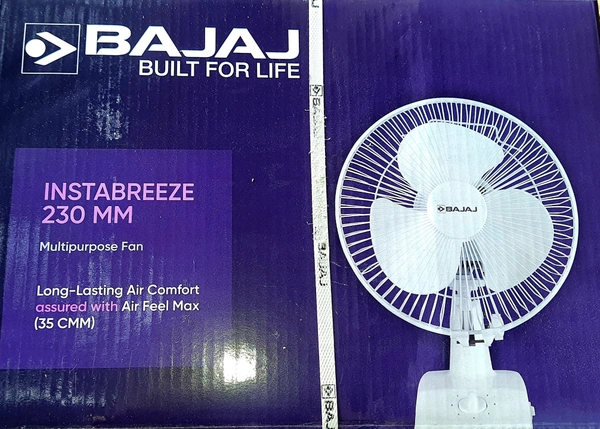 BAJAJ
BUILT FOR LIFE
INSTABREEZE
230 MM
Multipurpose Fan
Long-Lasting Air Comfort
assured with Air Feel Max
(35 CMM)
BAJAJ
BAJAJ